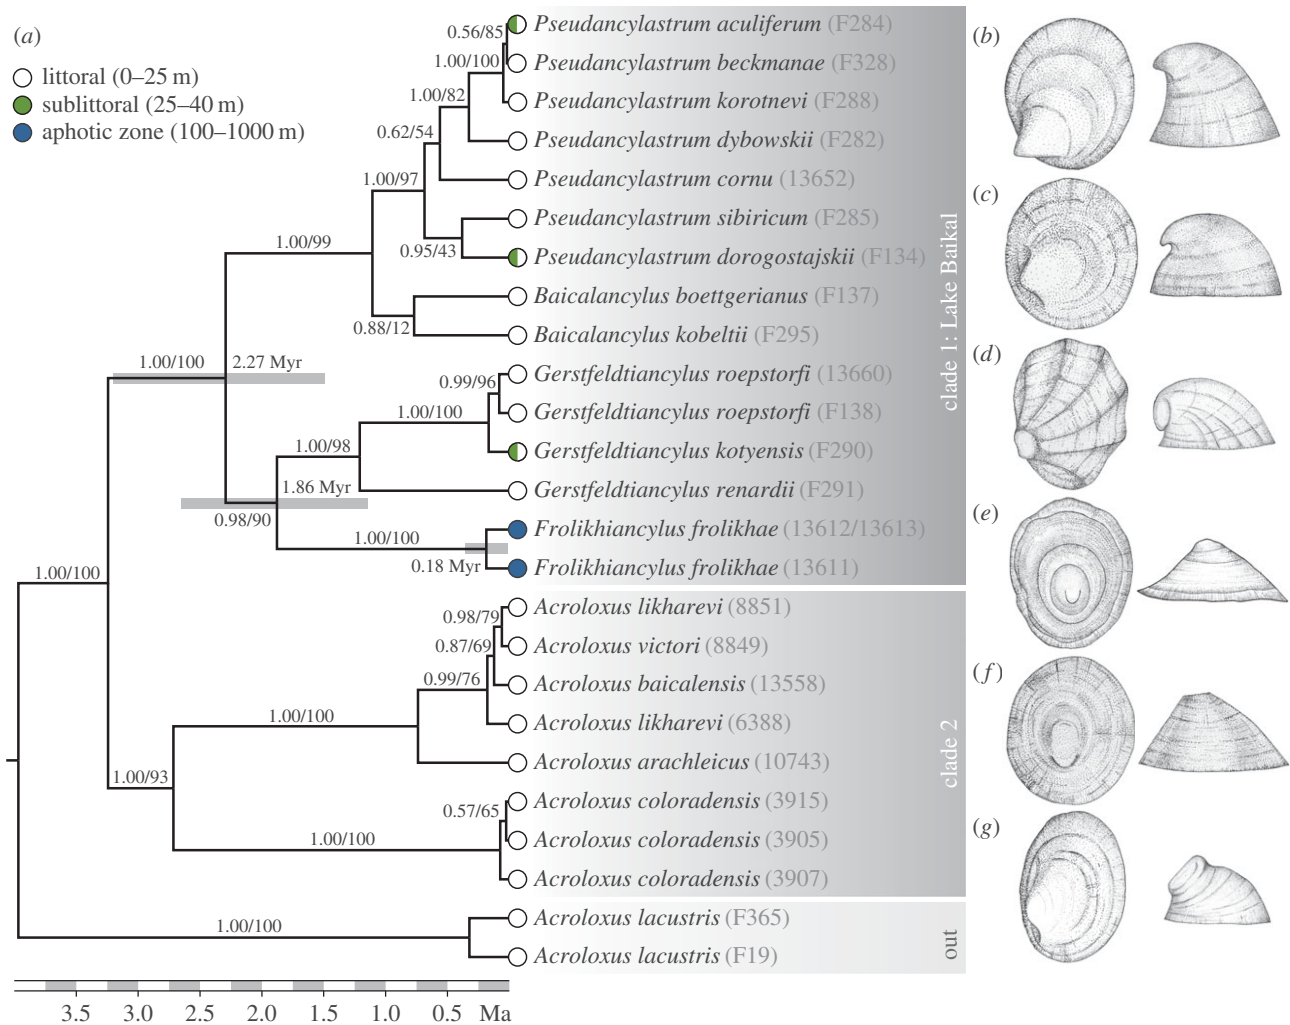 (a)
littoral (0–25 m)
sublittoral (25–40 m)
aphotic zone (100–1000 m)
0.56/85
1.00/100
1.00/82
0.62/54
1.00/97
0.95/43
1.00/99
0.88/12
1.00/100
2.27 Myr
0.99/96
1.00/100
1.00/98
1.86 Myr
0.98/90
1.00/100
0.18 Myr
1.00/100
0.98/79
0.87/69
0.99/76
1.00/100
1.00/93
0.57/65
1.00/100
1.00/100
Pseudancylastrum aculiferum (F284)
Pseudancylastrum beckmanae (F328)
Pseudancylastrum korotnevi (F288)
Pseudancylastrum dybowskii (F282)
Pseudancylastrum cornu (13652)
Pseudancylastrum sibiricum (F285)
Pseudancylastrum dorogostajskii (F134)
Baicalancylus boettgerianus (F137)
Baicalancylus kobeltii (F295)
Gerstfeldtiancylus roepstorfi (13660)
Gerstfeldtiancylus roepstorfi (F138)
Gerstfeldtiancylus kotyensis (F290)
Gerstfeldtiancylus renardii (F291)
Frolikhiancylus frolikhae (13612/13613)
Frolikhiancylus frolikhae (13611)
Acroloxus likharevi (8851)
Acroloxus victori (8849)
Acroloxus baicalensis (13558)
Acroloxus likharevi (6388)
Acroloxus arachleicus (10743)
Acroloxus coloradensis (3915)
Acroloxus coloradensis (3905)
Acroloxus coloradensis (3907)
Acroloxus lacustris (F365)
Acroloxus lacustris (F19)
clade 1: Lake Baikal
clade 2
out
3.5 3.0 2.5 2.0 1.5 1.0 0.5 Ma
(b)
(c)
(d)
(e)
(f)
(g)